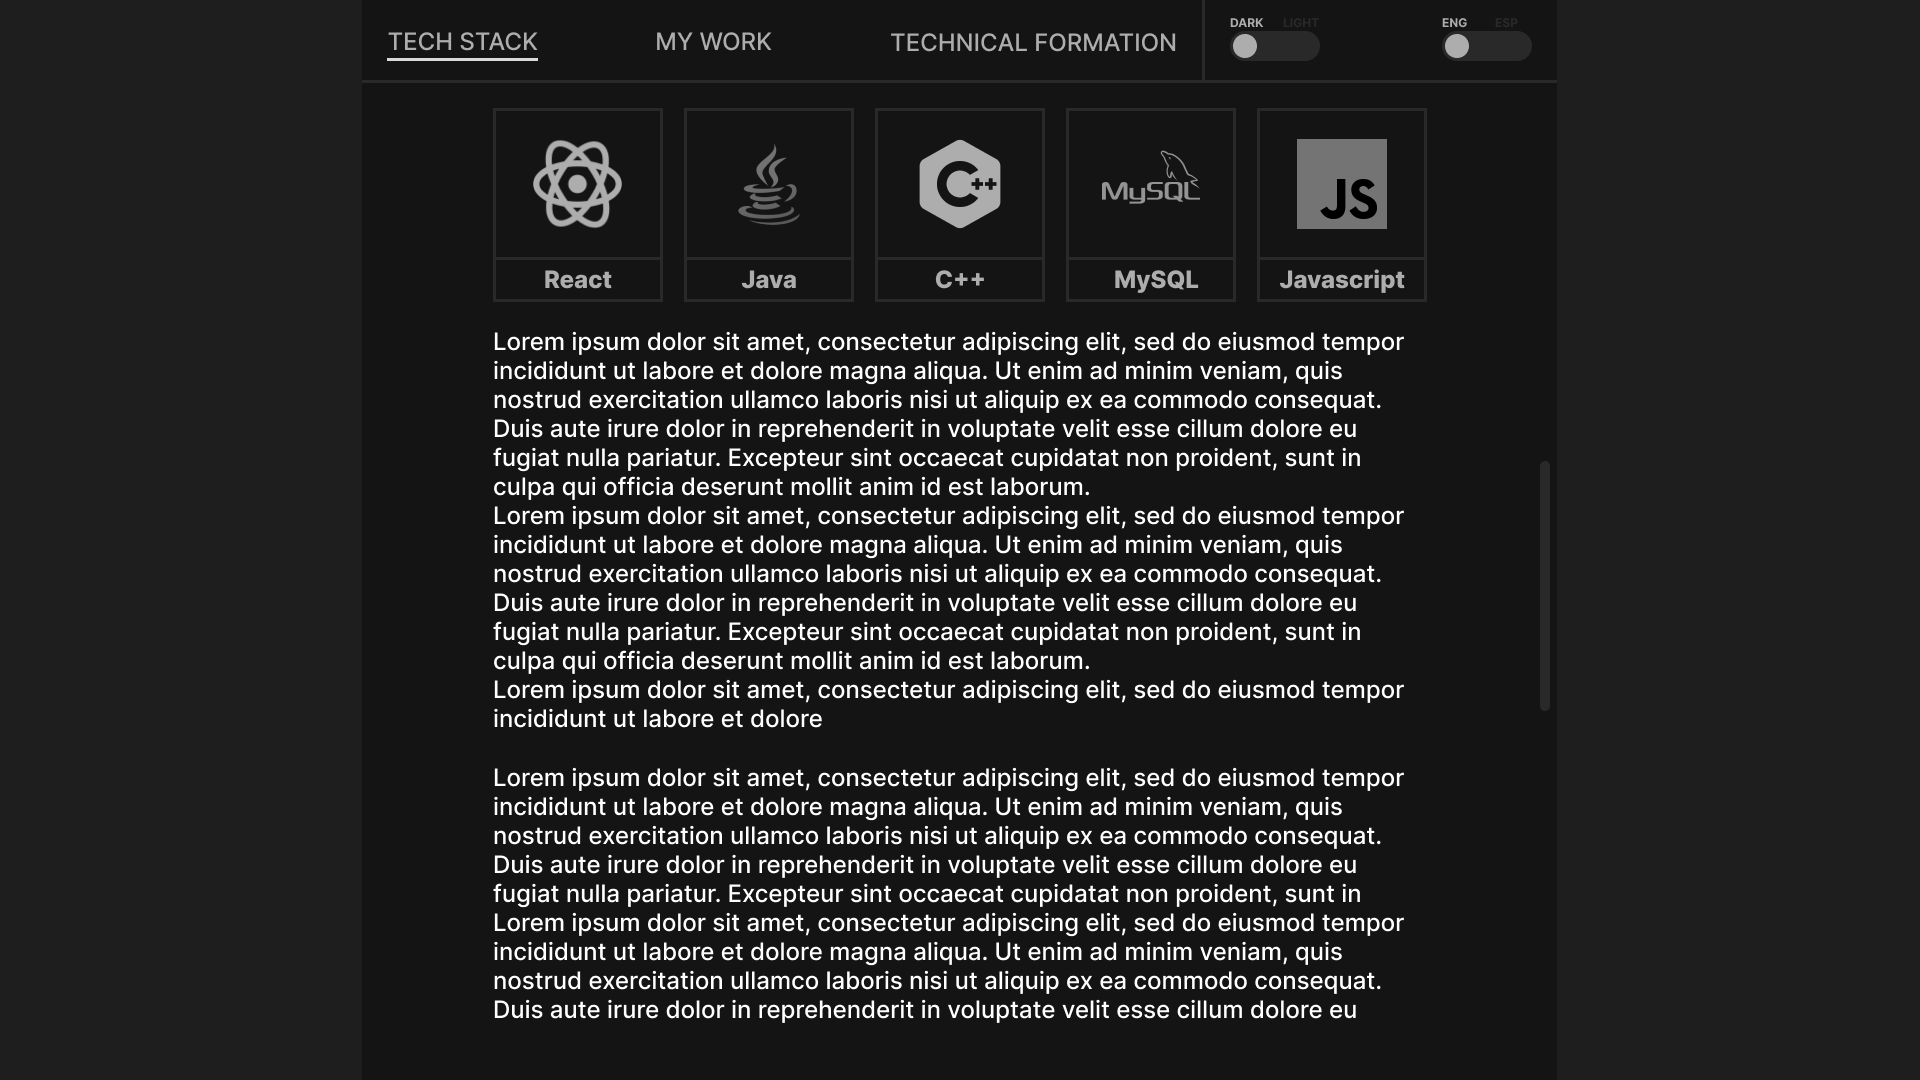 TECH STACK
MY WORK
TECHNICAL FORMATION
DARK LIGHT
ENG ESP
MySQL
JS
React
Java
C++
MySQL
Javascript
Lorem ipsum dolor sit amet, consectetur adipiscing elit, sed do eiusmod tempor
incididunt ut labore et dolore magna aliqua. Ut enim ad minim veniam, quis
nostrud exercitation ullamco laboris nisi ut aliquip ex ea commodo consequat.
Duis aute irure dolor in reprehenderit in voluptate velit esse cillum dolore eu
fugiat nulla pariatur. Excepteur sint occaecat cupidatat non proident, sunt in
culpa qui officia deserunt mollit anim id est laborum.
Lorem ipsum dolor sit amet, consectetur adipiscing elit, sed do eiusmod tempor
incididunt ut labore et dolore magna aliqua. Ut enim ad minim veniam, quis
nostrud exercitation ullamco laboris nisi ut aliquip ex ea commodo consequat.
Duis aute irure dolor in reprehenderit in voluptate velit esse cillum dolore eu
fugiat nulla pariatur. Excepteur sint occaecat cupidatat non proident, sunt in
culpa qui officia deserunt mollit anim id est laborum.
Lorem ipsum dolor sit amet, consectetur adipiscing elit, sed do eiusmod tempor
incididunt ut labore et dolore
Lorem ipsum dolor sit amet, consectetur adipiscing elit, sed do eiusmod tempor
incididunt ut labore et dolore magna aliqua. Ut enim ad minim veniam, quis
nostrud exercitation ullamco laboris nisi ut aliquip ex ea commodo consequat.
Duis aute irure dolor in reprehenderit in voluptate velit esse cillum dolore eu
fugiat nulla pariatur. Excepteur sint occaecat cupidatat non proident, sunt in
Lorem ipsum dolor sit amet, consectetur adipiscing elit, sed do eiusmod tempor
incididunt ut labore et dolore magna aliqua. Ut enim ad minim veniam, quis
nostrud exercitation ullamco laboris nisi ut aliquip ex ea commodo consequat.
Duis aute irure dolor in reprehenderit in voluptate velit esse cillum dolore eu